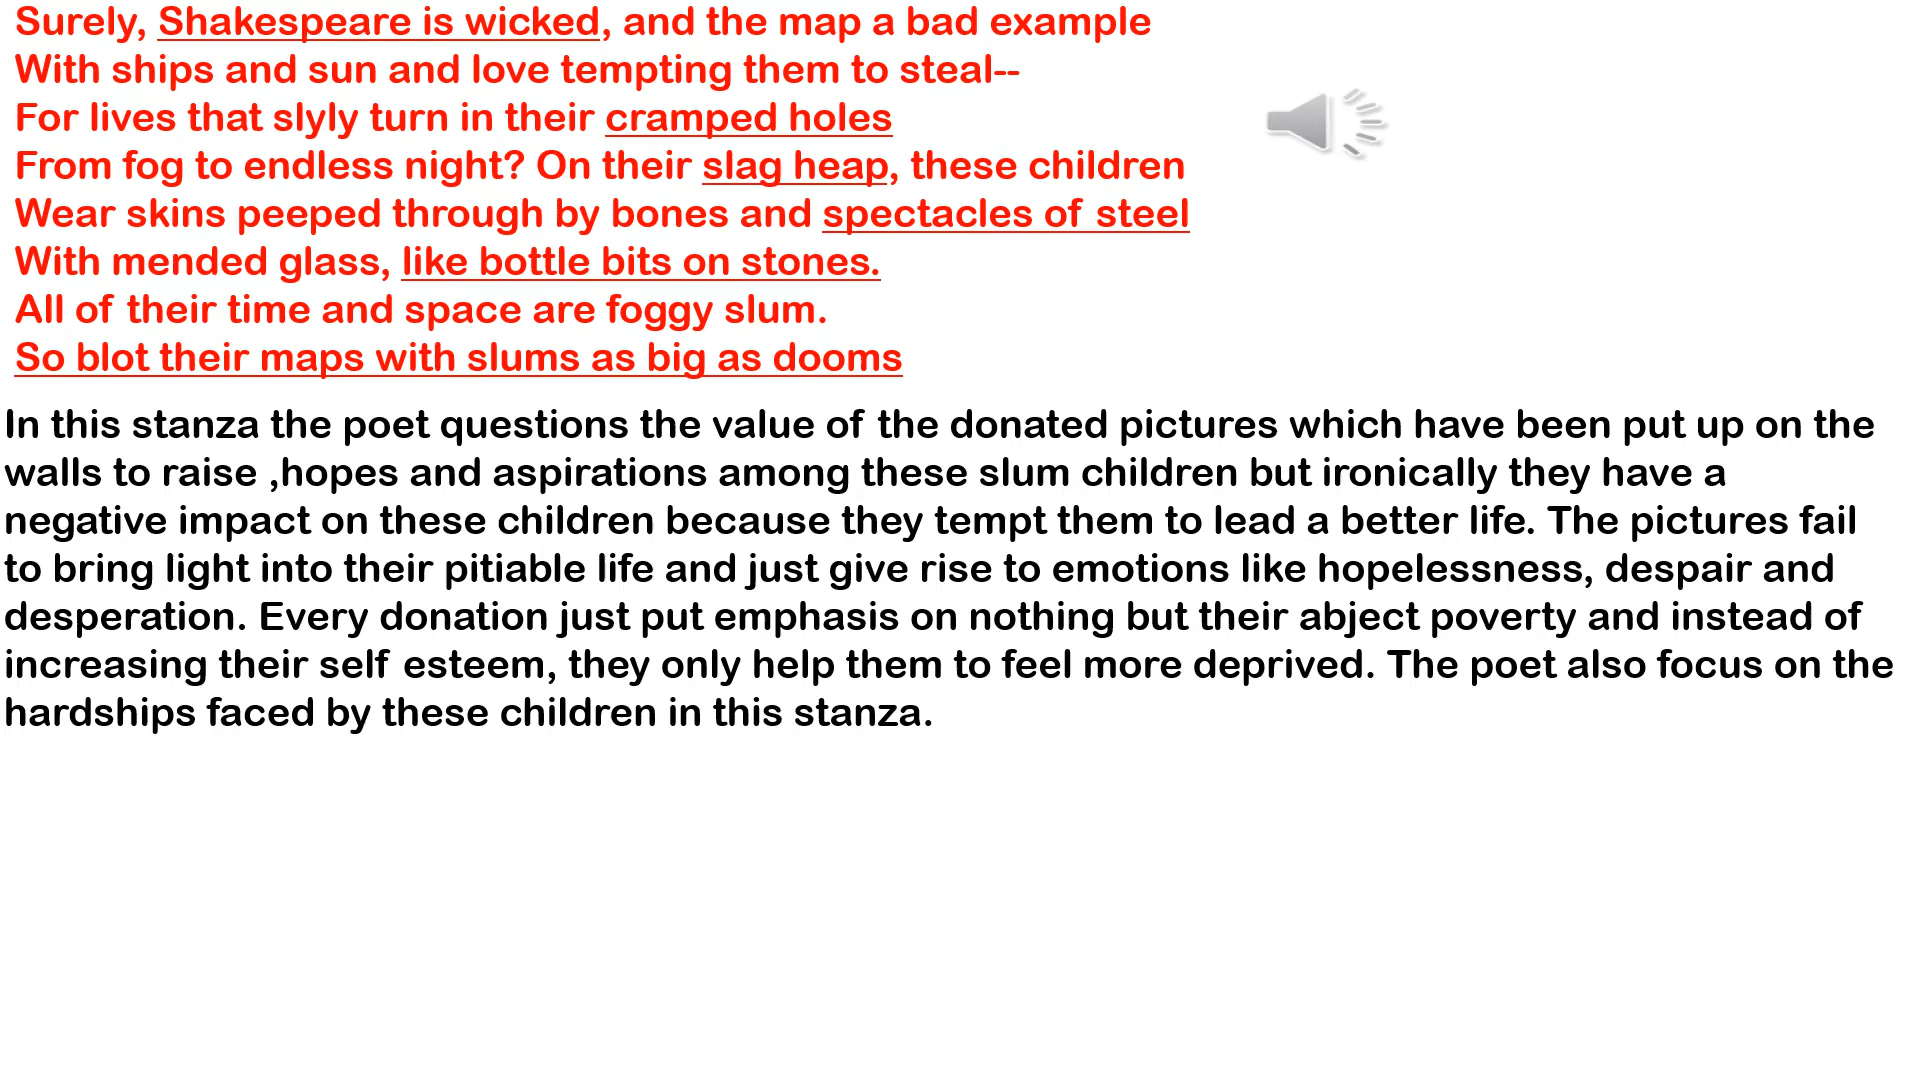 Surely, Shakespeare is wicked, and the map a bad example
With ships and sun and love tempting them to steal--
For lives that slyly turn in their cramped holes
From fog to endless night? On their slag heap, these children
Wear skins peeped through by bones and spectacles of steel
With mended glass, like bottle bits on stones.
All of their time and space are foggy slum.
So blot their maps with slums as big as dooms
In this stanza the poet questions the value of the donated pictures which have been put up on the
walls to raise ,hopes and aspirations among these slum children but ironically they have a
negative impact on these children because they tempt them to lead a better life. The pictures fail
to bring light into their pitiable life and just give rise to emotions like hopelessness, despair and
desperation. Every donation just put emphasis on nothing but their abject poverty and instead of
increasing their self esteem, they only help them to feel more deprived. The poet also focus on the
hardships faced by these children in this stanza.